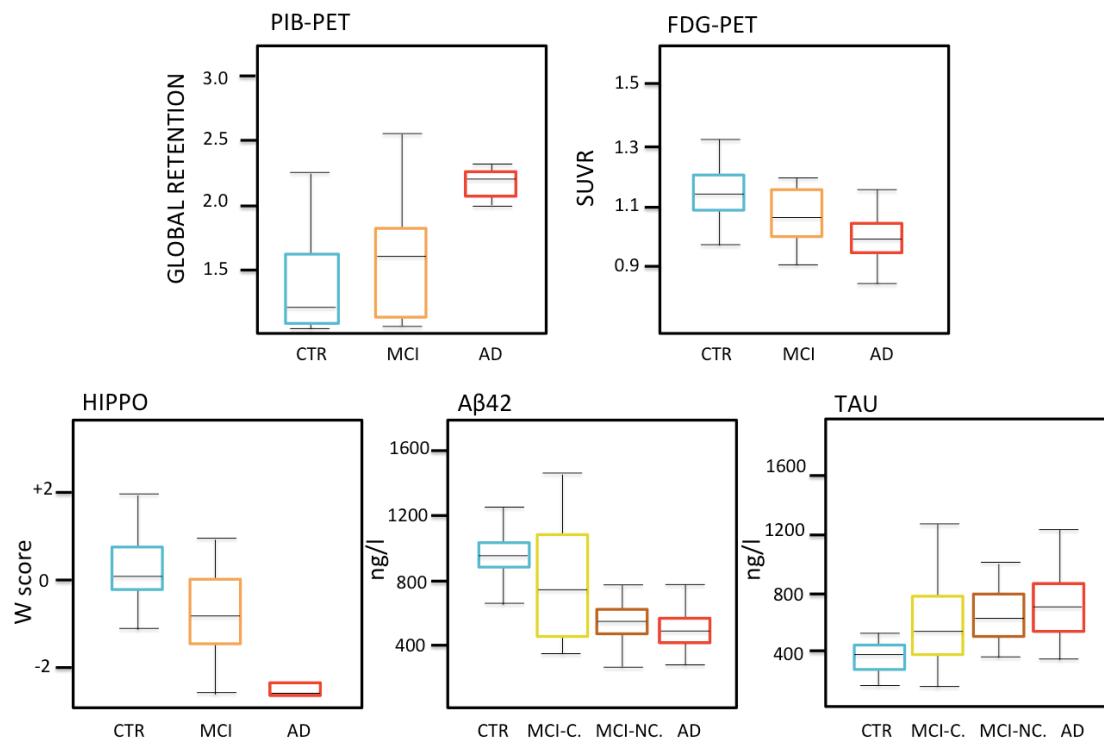 PIB-PET
GLOBAL RETENTION
3.0
2.5
2.0
1.5
CTR MCI AD
FDG-PET
SUVR
1.5
1.3
1.1
0.9
CTR MCI AD
HIPPO
W score
+2
0
-2
CTR MCI AD
Aβ42
ng/l
1600
1200
800
400
CTR MCI-C. MCI-NC. AD
TAU
ng/l
1600
1200
800
400
CTR MCI-C. MCI-NC. AD